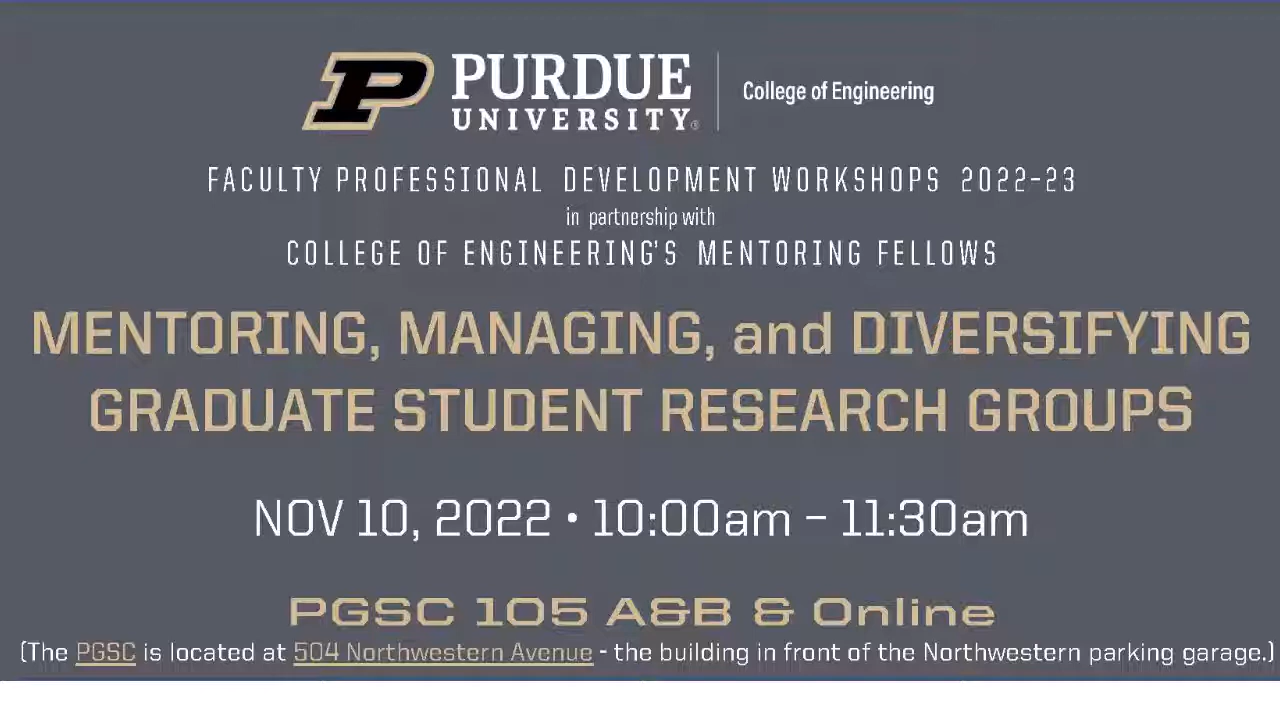 P PURDUE UNIVERSITY® College of Engineering
FACULTY PROFESSIONAL DEVELOPMENT WORKSHOPS 2022-23
in partnership with
COLLEGE OF ENGINEERING'S MENTORING FELLOWS
MENTORING, MANAGING, and DIVERSIFYING
GRADUATE STUDENT RESEARCH GROUPS
NOV 10, 2022 • 10:00am – 11:30am
PGSC 105 A&B & Online
(The PGSC is located at 504 Northwestern Avenue - the building in front of the Northwestern parking garage.)